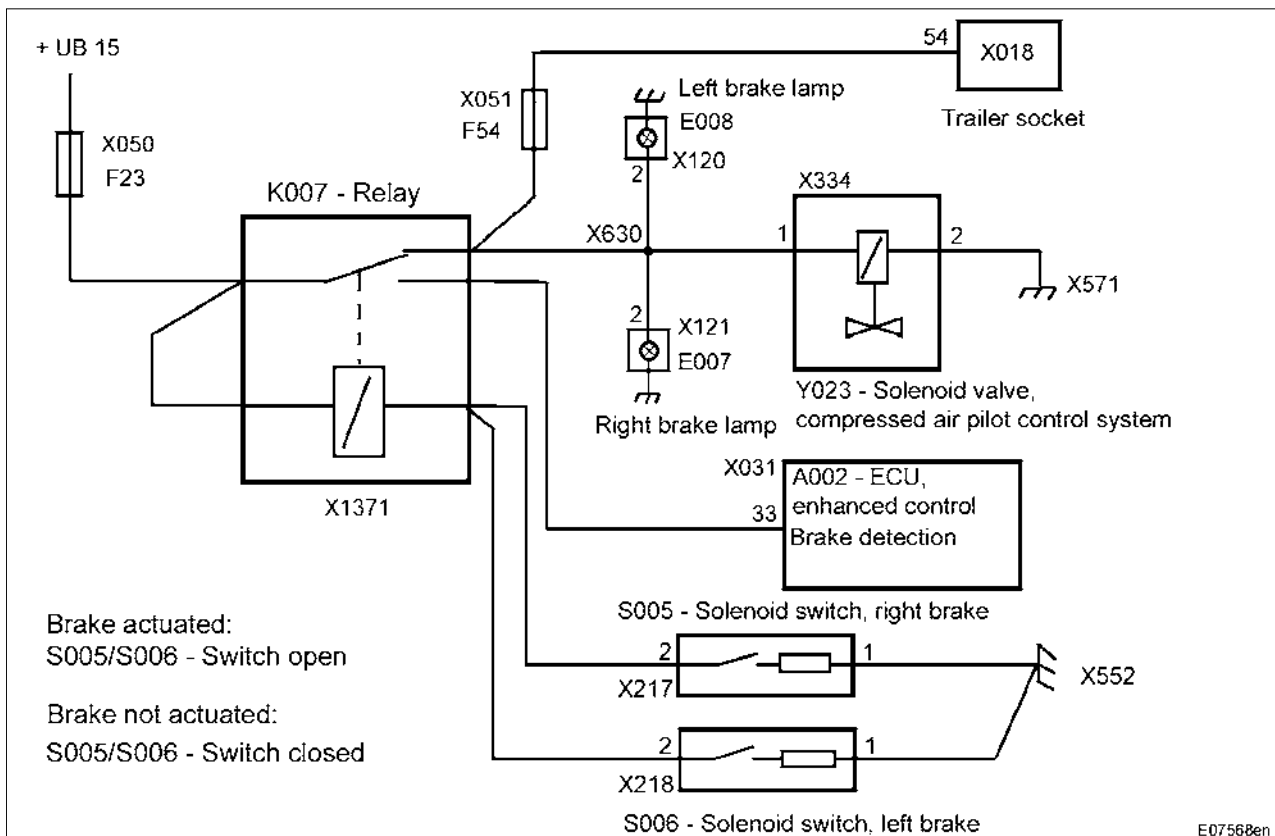 + UB 15
54
X018
Trailer socket
X051
F54
Left brake lamp
E008
X120
2
X050
F23
K007 - Relay
X334
X630
1
2
X571
2
X121
E007
Right brake lamp
Y023 - Solenoid valve,
compressed air pilot control system
X1371
X031
33
A002 - ECU,
enhanced control
Brake detection
S005 - Solenoid switch, right brake
2
1
X217
X552
Brake actuated:
S005/S006 - Switch open
Brake not actuated:
S005/S006 - Switch closed
2
1
X218
S006 - Solenoid switch, left brake
E07568en